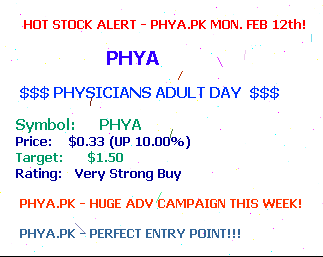 HOT STOCK ALERT - PHYA.PK MON. FEB 12th!
PHYA
$$$ PHYSICIANS ADULT DAY $$$
Symbol: PHYA
Price: $0.33 (UP 10.00%)
Target: $1.50
Rating: Very Strong Buy
PHYA.PK - HUGE ADV CAMPAIGN THIS WEEK!
PHYA.PK - PERFECT ENTRY POINT!!!